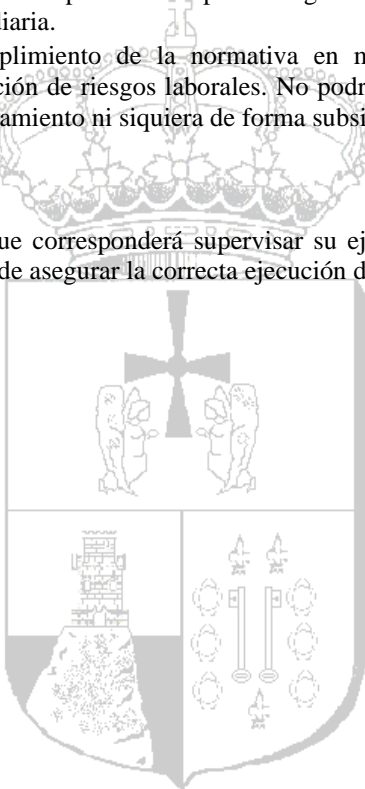 diaria.
plimiento de la normativa en m
ción de riesgos laborales. No podr
amiento ni siquiera de forma subsi
ue corresponderá supervisar su ej
de asegurar la correcta ejecución d